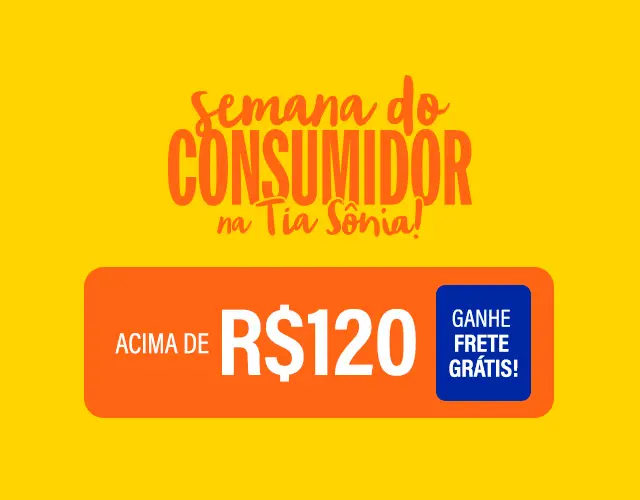 semana do
CONSUMIDOR
na Tia Sônia!
ACIMA DE R$120
GANHE
FRETE
GRÁTIS!